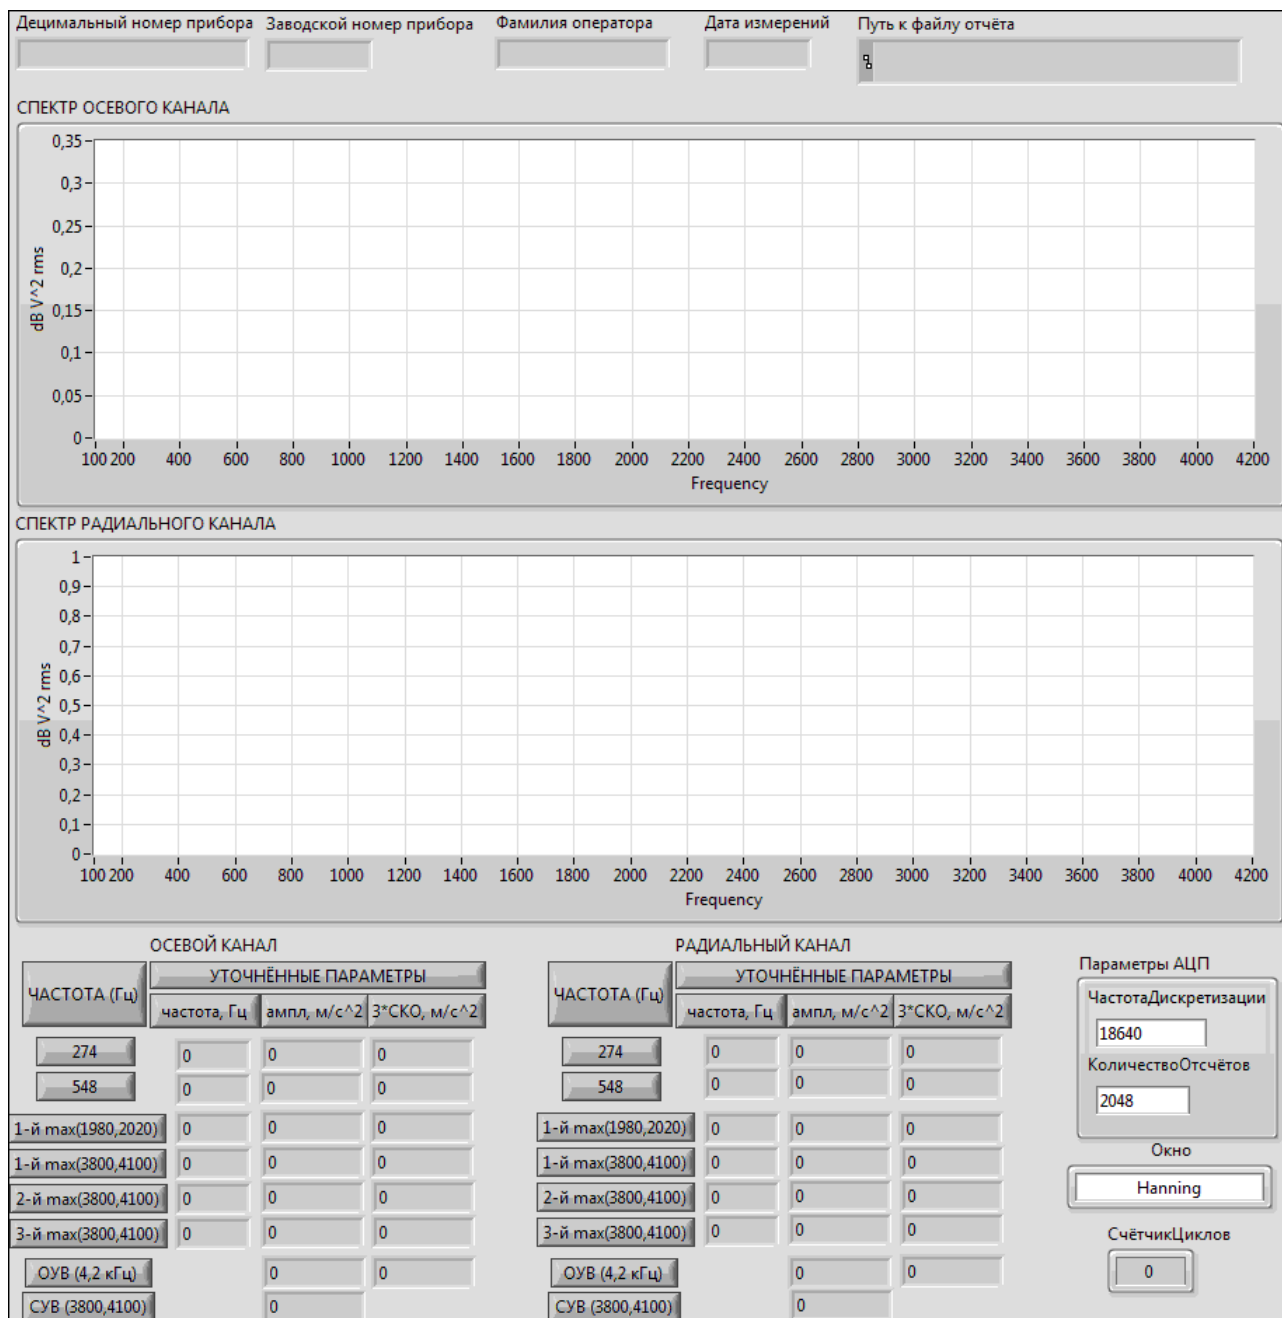 Децимальный номер прибора Заводской номер прибора Фамилия оператора Дата измерений Путь к файлу отчёта
СПЕКТР ОСЕВОГО КАНАЛА
0,35
0,3
0,25
0,2
0,15
0,1
0,05
0
dB V^2 rms
100 200 400 600 800 1000 1200 1400 1600 1800 2000 2200 2400 2600 2800 3000 3200 3400 3600 3800 4000 4200
Frequency
СПЕКТР РАДИАЛЬНОГО КАНАЛА
1
0,9
0,8
0,7
0,6
0,5
0,4
0,3
0,2
0,1
0
dB V^2 rms
100 200 400 600 800 1000 1200 1400 1600 1800 2000 2200 2400 2600 2800 3000 3200 3400 3600 3800 4000 4200
Frequency
ОСЕВОЙ КАНАЛ
ЧАСТОТА (Гц) УТОЧНЁННЫЕ ПАРАМЕТРЫ
частота, Гц ампл, м/с^2 3*СКО, м/с^2
274 0 0 0
548 0 0 0
1-й max(1980,2020) 0 0 0
1-й max(3800,4100) 0 0 0
2-й max(3800,4100) 0 0 0
3-й max(3800,4100) 0 0 0
ОУВ (4,2 кГц) 0 0
СУВ (3800,4100) 0
РАДИАЛЬНЫЙ КАНАЛ
ЧАСТОТА (Гц) УТОЧНЁННЫЕ ПАРАМЕТРЫ
частота, Гц ампл, м/с^2 3*СКО, м/с^2
274 0 0 0
548 0 0 0
1-й max(1980,2020) 0 0 0
1-й max(3800,4100) 0 0 0
2-й max(3800,4100) 0 0 0
3-й max(3800,4100) 0 0 0
ОУВ (4,2 кГц) 0 0
СУВ (3800,4100) 0
Параметры АЦП
ЧастотаДискретизации
18640
КоличествоОтсчётов
2048
Окно
Hanning
СчётчикЦиклов
0